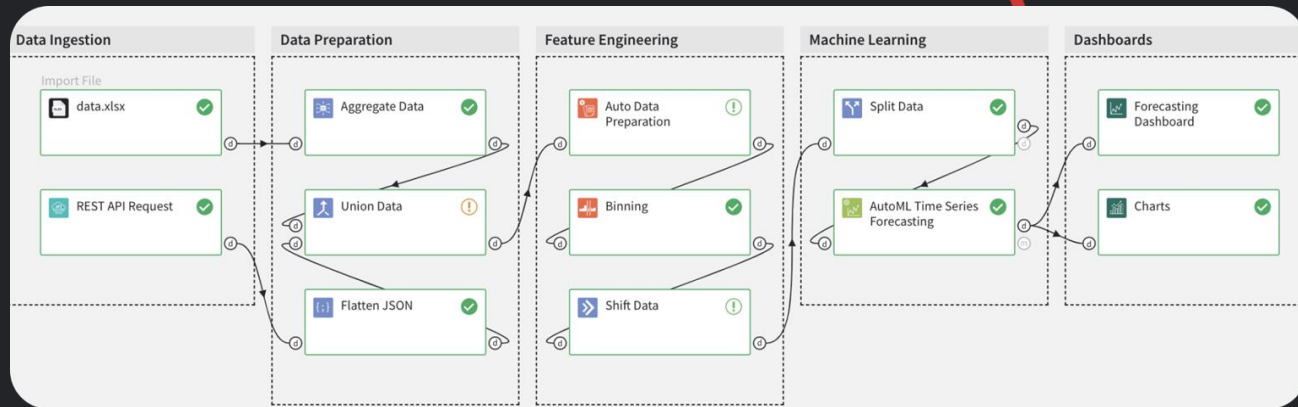 Data Ingestion
Import File
data.xlsx
d
REST API Request
d
Data Preparation
Aggregate Data
d
d
Union Data
d
d
d
Flatten JSON
d
d
Feature Engineering
Auto Data
Preparation
d
d
Binning
d
d
Shift Data
d
d
Machine Learning
Split Data
d
d
d
AutoML Time Series
Forecasting
d
d
m
Dashboards
Forecasting
Dashboard
d
Charts
d